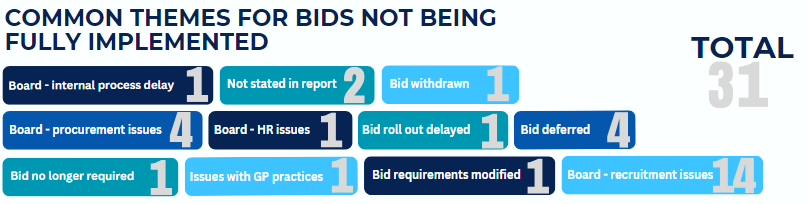 COMMON THEMES FOR BIDS NOT BEING
FULLY IMPLEMENTED
TOTAL
31
Board - internal process delay 1
Not stated in report 2
Bid withdrawn 1
Board - procurement issues 4
Board - HR issues 1
Bid roll out delayed 1
Bid deferred 4
Bid no longer required 1
Issues with GP practices 1
Bid requirements modified 1
Board - recruitment issues 14